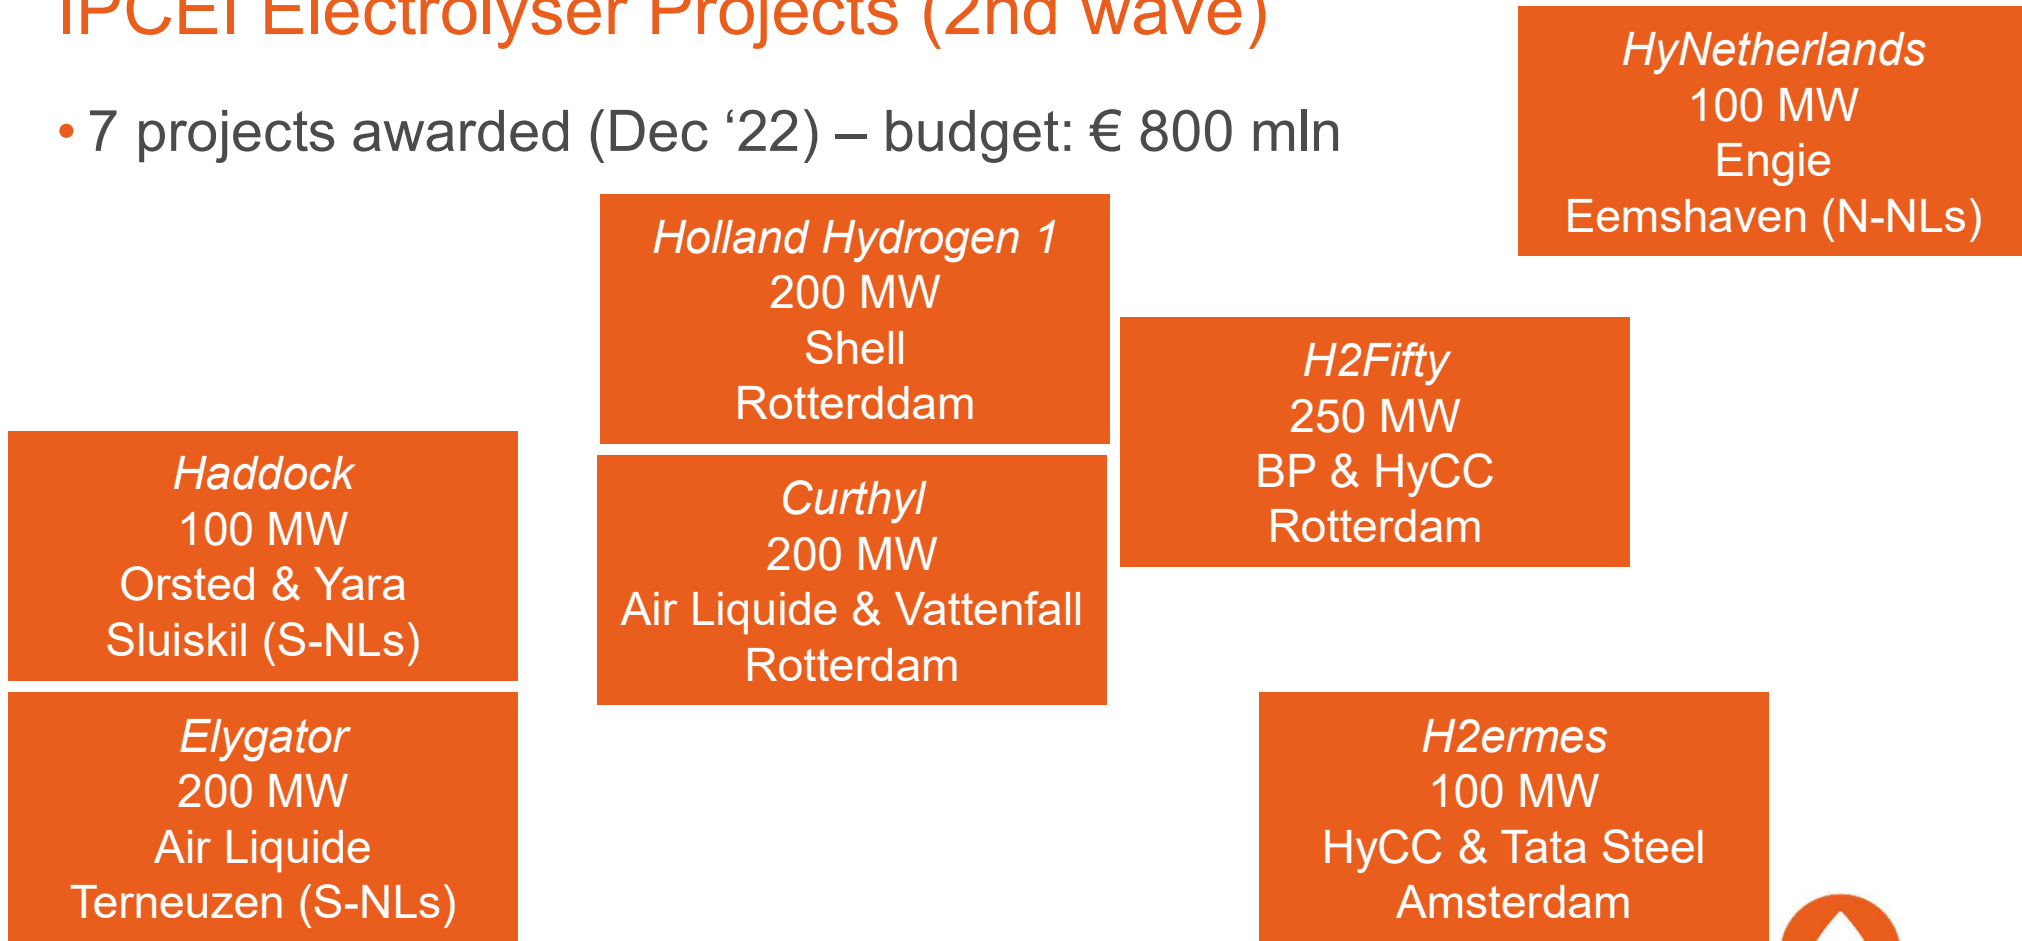 IPCEI Electrolyser Projects (2nd wave)
• 7 projects awarded (Dec ‘22) – budget: € 800 mln
HyNetherlands
100 MW
Engie
Eemshaven (N-NLs)
Holland Hydrogen 1
200 MW
Shell
Rotterddam
H2Fifty
250 MW
BP & HyCC
Rotterdam
Haddock
100 MW
Orsted & Yara
Sluiskil (S-NLs)
Curthyl
200 MW
Air Liquide & Vattenfall
Rotterdam
Elygator
200 MW
Air Liquide
Terneuzen (S-NLs)
H2ermes
100 MW
HyCC & Tata Steel
Amsterdam